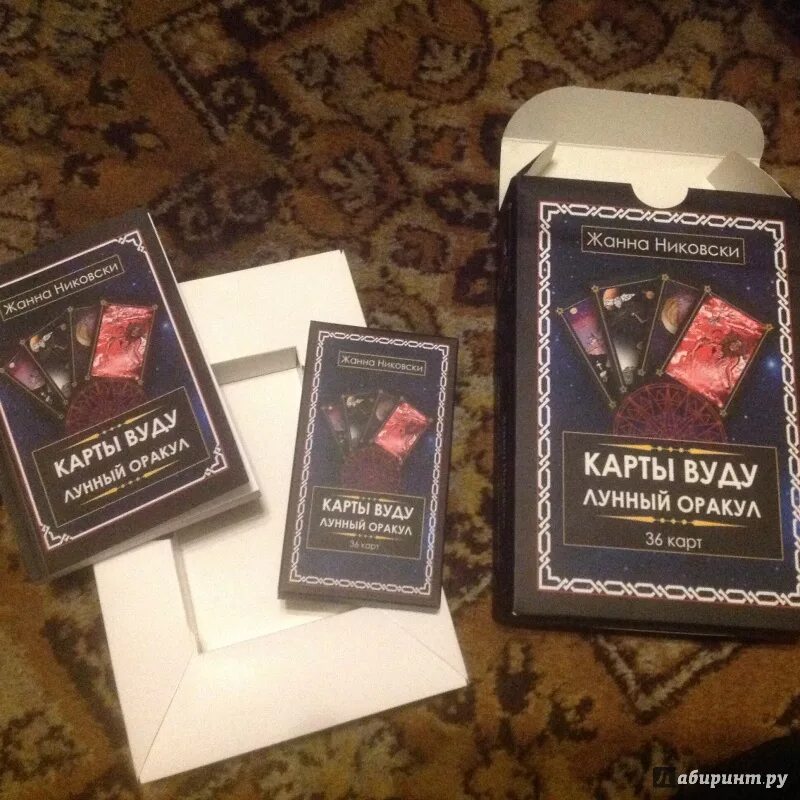 Жанна Никовски
КАРТЫ ВУДУ
ЛУННЫЙ ОРАКУЛ
Жанна Никовски
КАРТЫ ВУДУ
ЛУННЫЙ ОРАКУЛ
36 карт
Жанна Никовски
КАРТЫ ВУДУ
ЛУННЫЙ ОРАКУЛ
36 карт
Лабиринт.ру